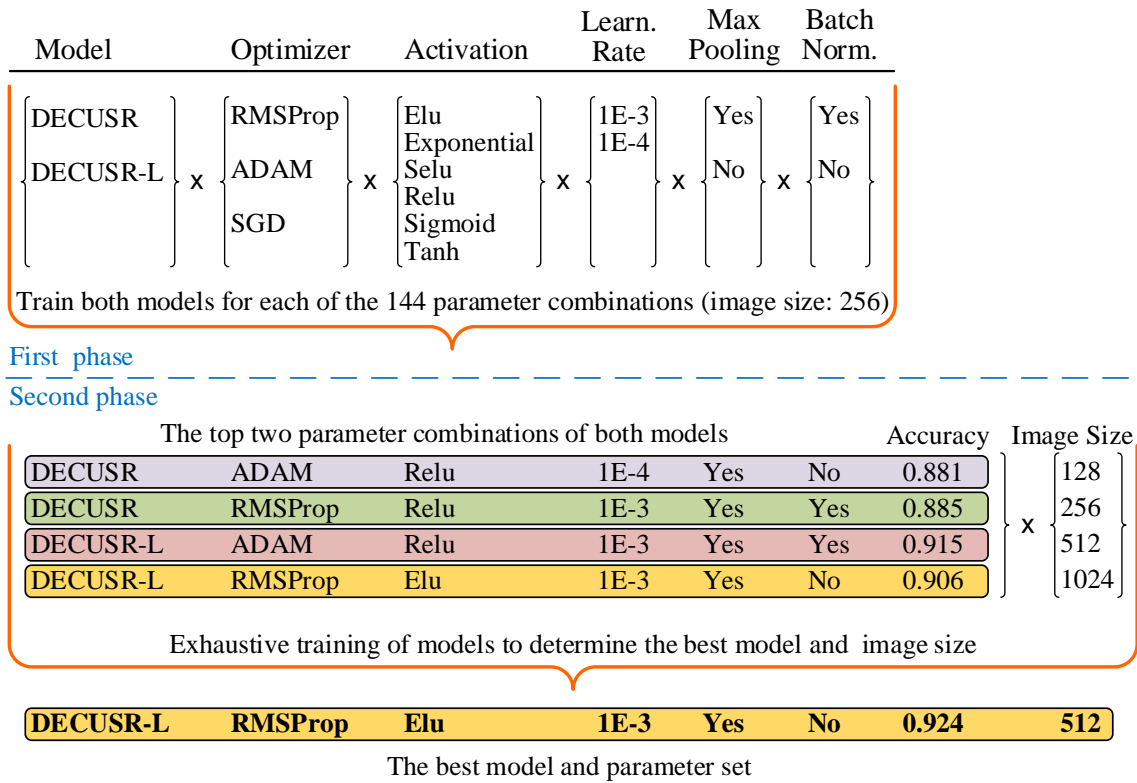 Model Optimizer Activation Learn. Rate Max Pooling Batch Norm.
DECUSR RMSProp Elu 1E-3 Yes Yes
Exponential 1E-4
DECUSR-L x ADAM x Selu x x No x No
Relu
SGD Sigmoid
Tanh
Train both models for each of the 144 parameter combinations (image size: 256)
First phase
Second phase
The top two parameter combinations of both models Accuracy Image Size
DECUSR ADAM Relu 1E-4 Yes No 0.881 128
DECUSR RMSProp Relu 1E-3 Yes Yes 0.885 256
x
DECUSR-L ADAM Relu 1E-3 Yes Yes 0.915 512
DECUSR-L RMSProp Elu 1E-3 Yes No 0.906 1024
Exhaustive training of models to determine the best model and image size
DECUSR-L RMSProp Elu 1E-3 Yes No 0.924 512
The best model and parameter set